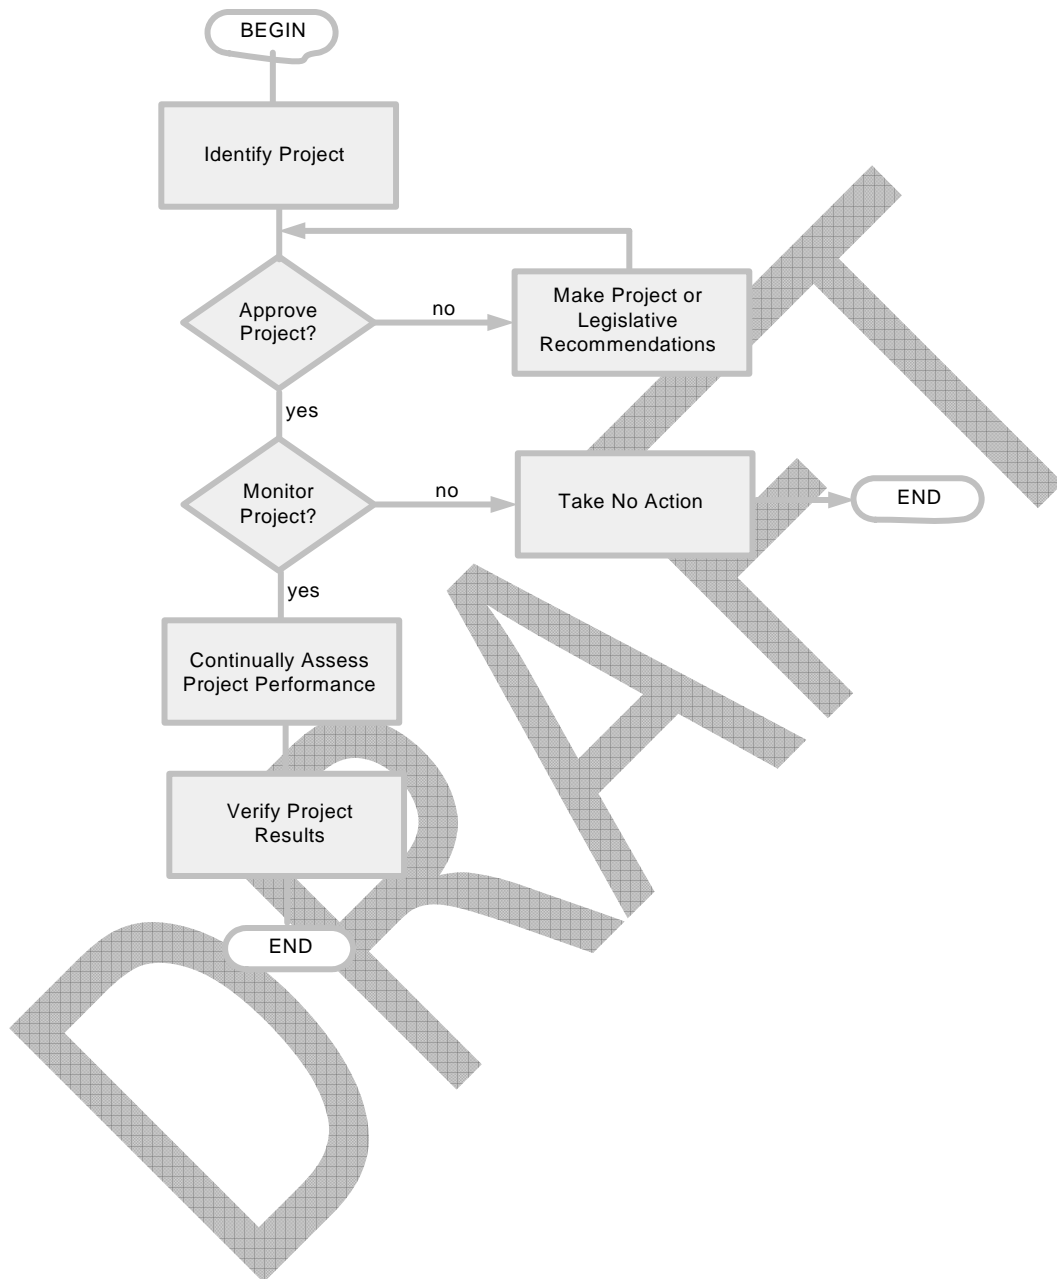 BEGIN
Identify Project
Approve
Project?
no
Make Project or
Legislative
Recommendations
yes
Monitor
Project?
no
Take No Action
END
yes
Continually Assess
Project Performance
Verify Project
Results
END
DRAFT